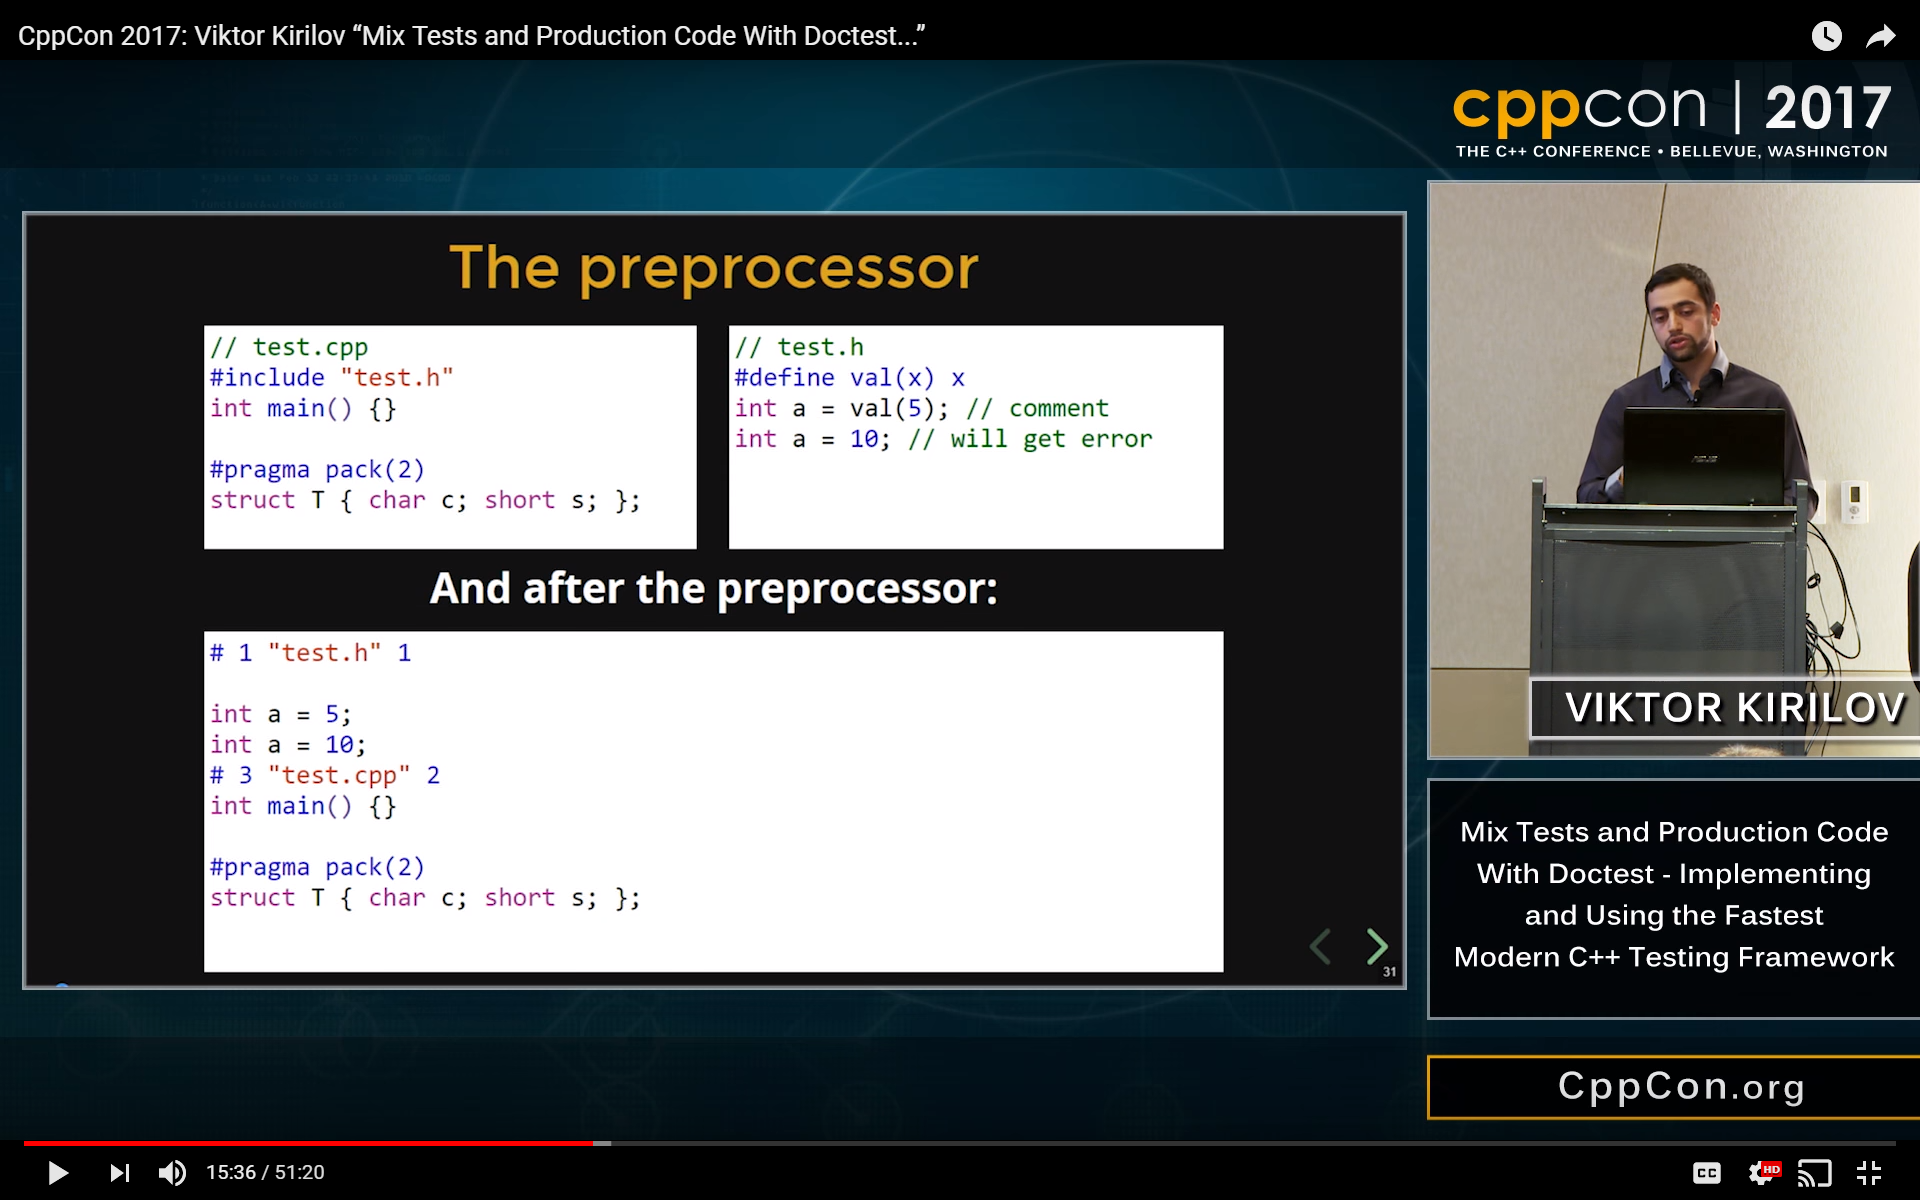 CppCon 2017: Viktor Kirilov “Mix Tests and Production Code With Doctest...”
cppcon | 2017
THE C++ CONFERENCE • BELLEVUE, WASHINGTON
The preprocessor
// test.cpp
#include "test.h"
int main() {}
#pragma pack(2)
struct T { char c; short s; };
// test.h
#define val(x) x
int a = val(5); // comment
int a = 10; // will get error
And after the preprocessor:
# 1 "test.h" 1
int a = 5;
int a = 10;
# 3 "test.cpp" 2
int main() {}
#pragma pack(2)
struct T { char c; short s; };
31
ASUS
VIKTOR KIRILOV
Mix Tests and Production Code
With Doctest - Implementing
and Using the Fastest
Modern C++ Testing Framework
CppCon.org
15:36 / 51:20
CC
HD